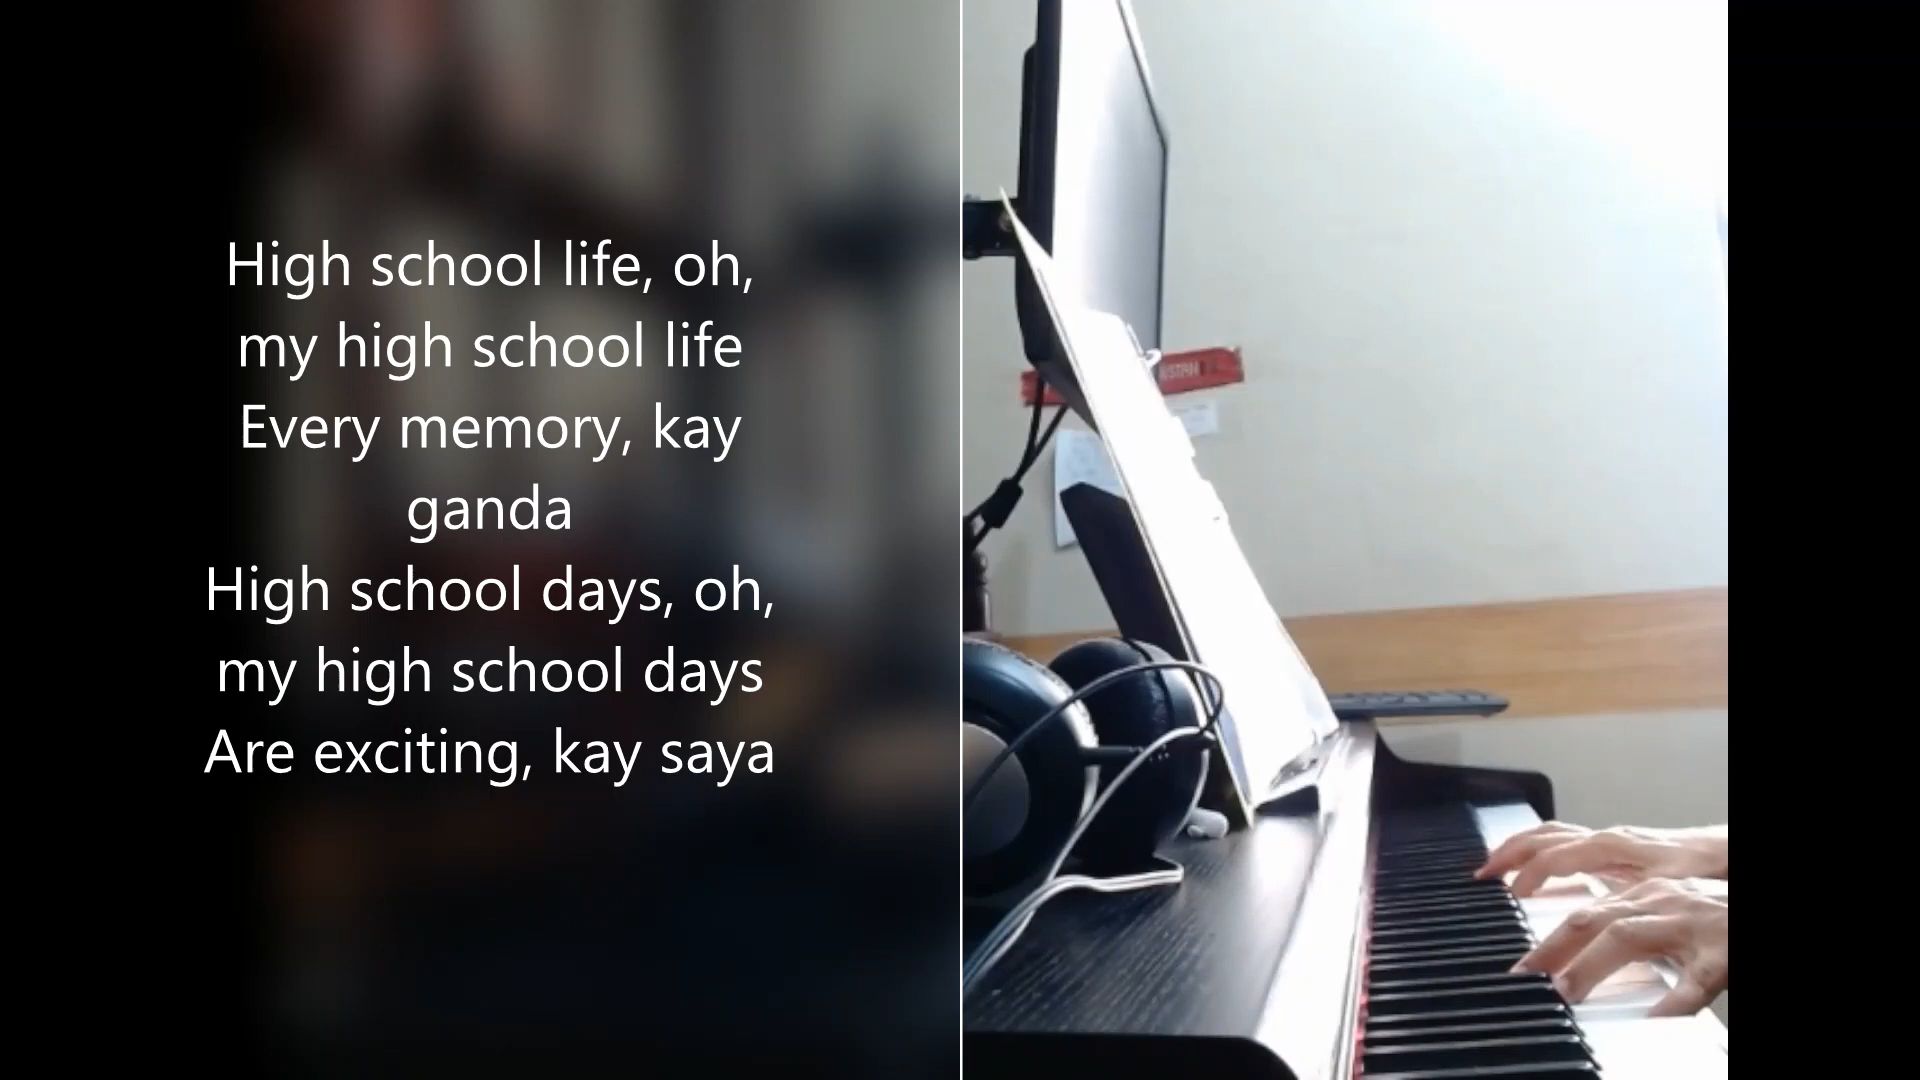 High school life, oh,
my high school life
Every memory, kay
ganda
High school days, oh,
my high school days
Are exciting, kay saya